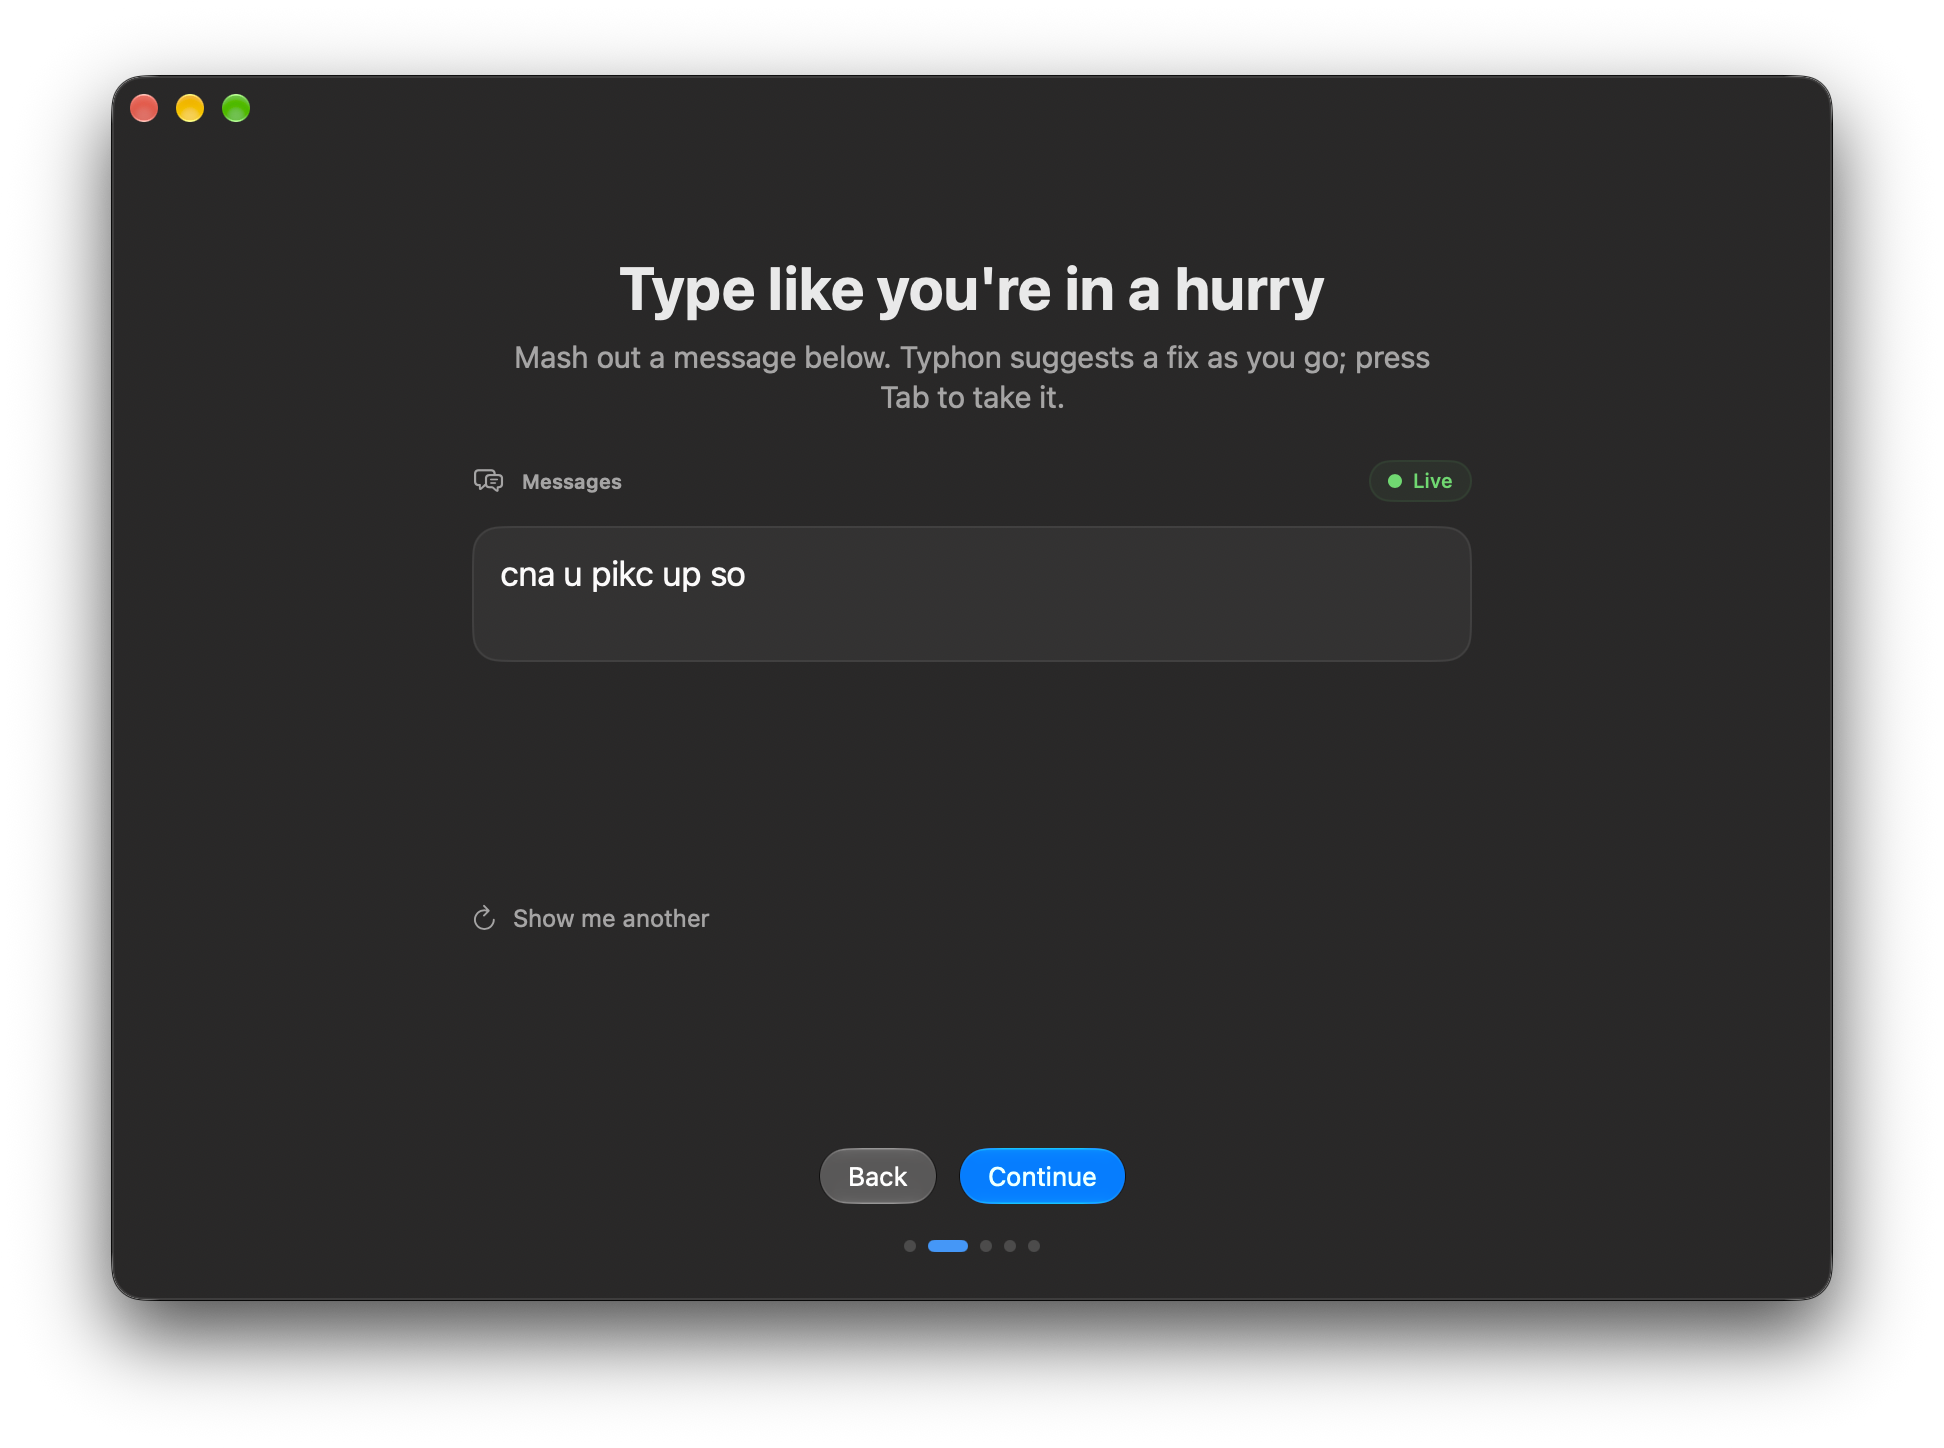 Type like you're in a hurry
Mash out a message below. Typhon suggests a fix as you go; press
Tab to take it.
Messages
Live
cna u pikc up so
Show me another
Back
Continue